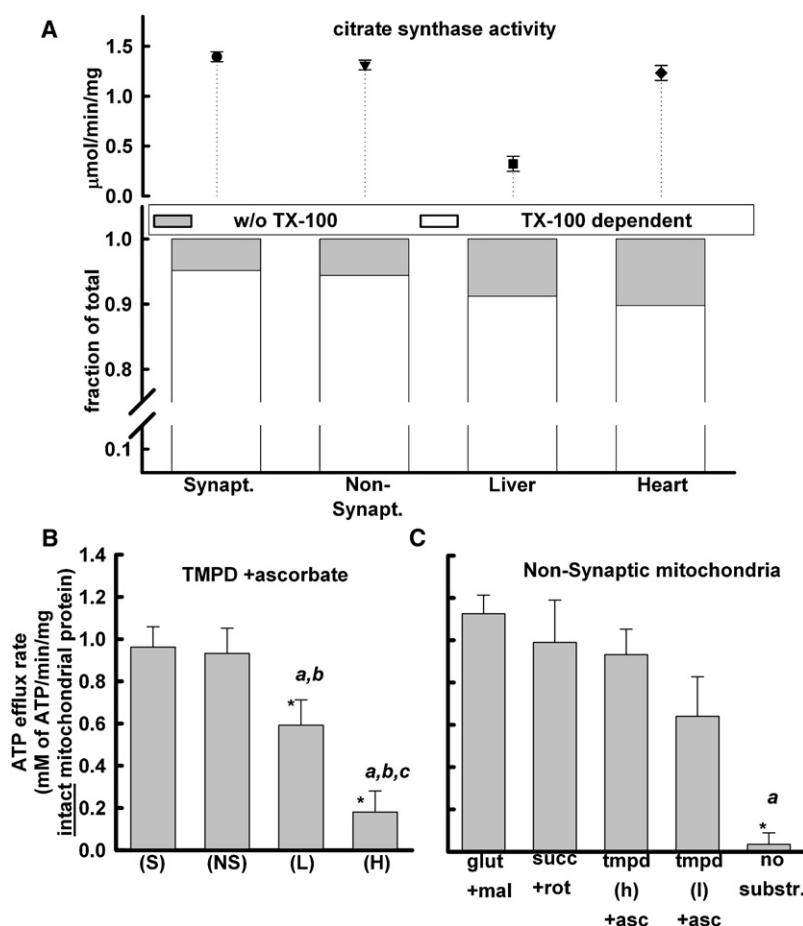 A
citrate synthase activity
μmol/min/mg
1.5
1.0
0.5
0.0
w/o TX-100
TX-100 dependent
fraction of total
1.0
0.9
0.8
0.1
Synapt.
Non-
Synapt.
Liver
Heart
B
TMPD +ascorbate
ATP efflux rate
(mM of ATP/min/mg
intact mitochondrial protein)
1.4
1.2
1.0
0.8
0.6
0.4
0.2
0.0
a,b
*
a,b,c
*
(S)
(NS)
(L)
(H)
C
Non-Synaptic mitochondria
a
*
glut
+mal
succ
+rot
tmpd
(h)
+asc
tmpd
(l)
+asc
no
substr.